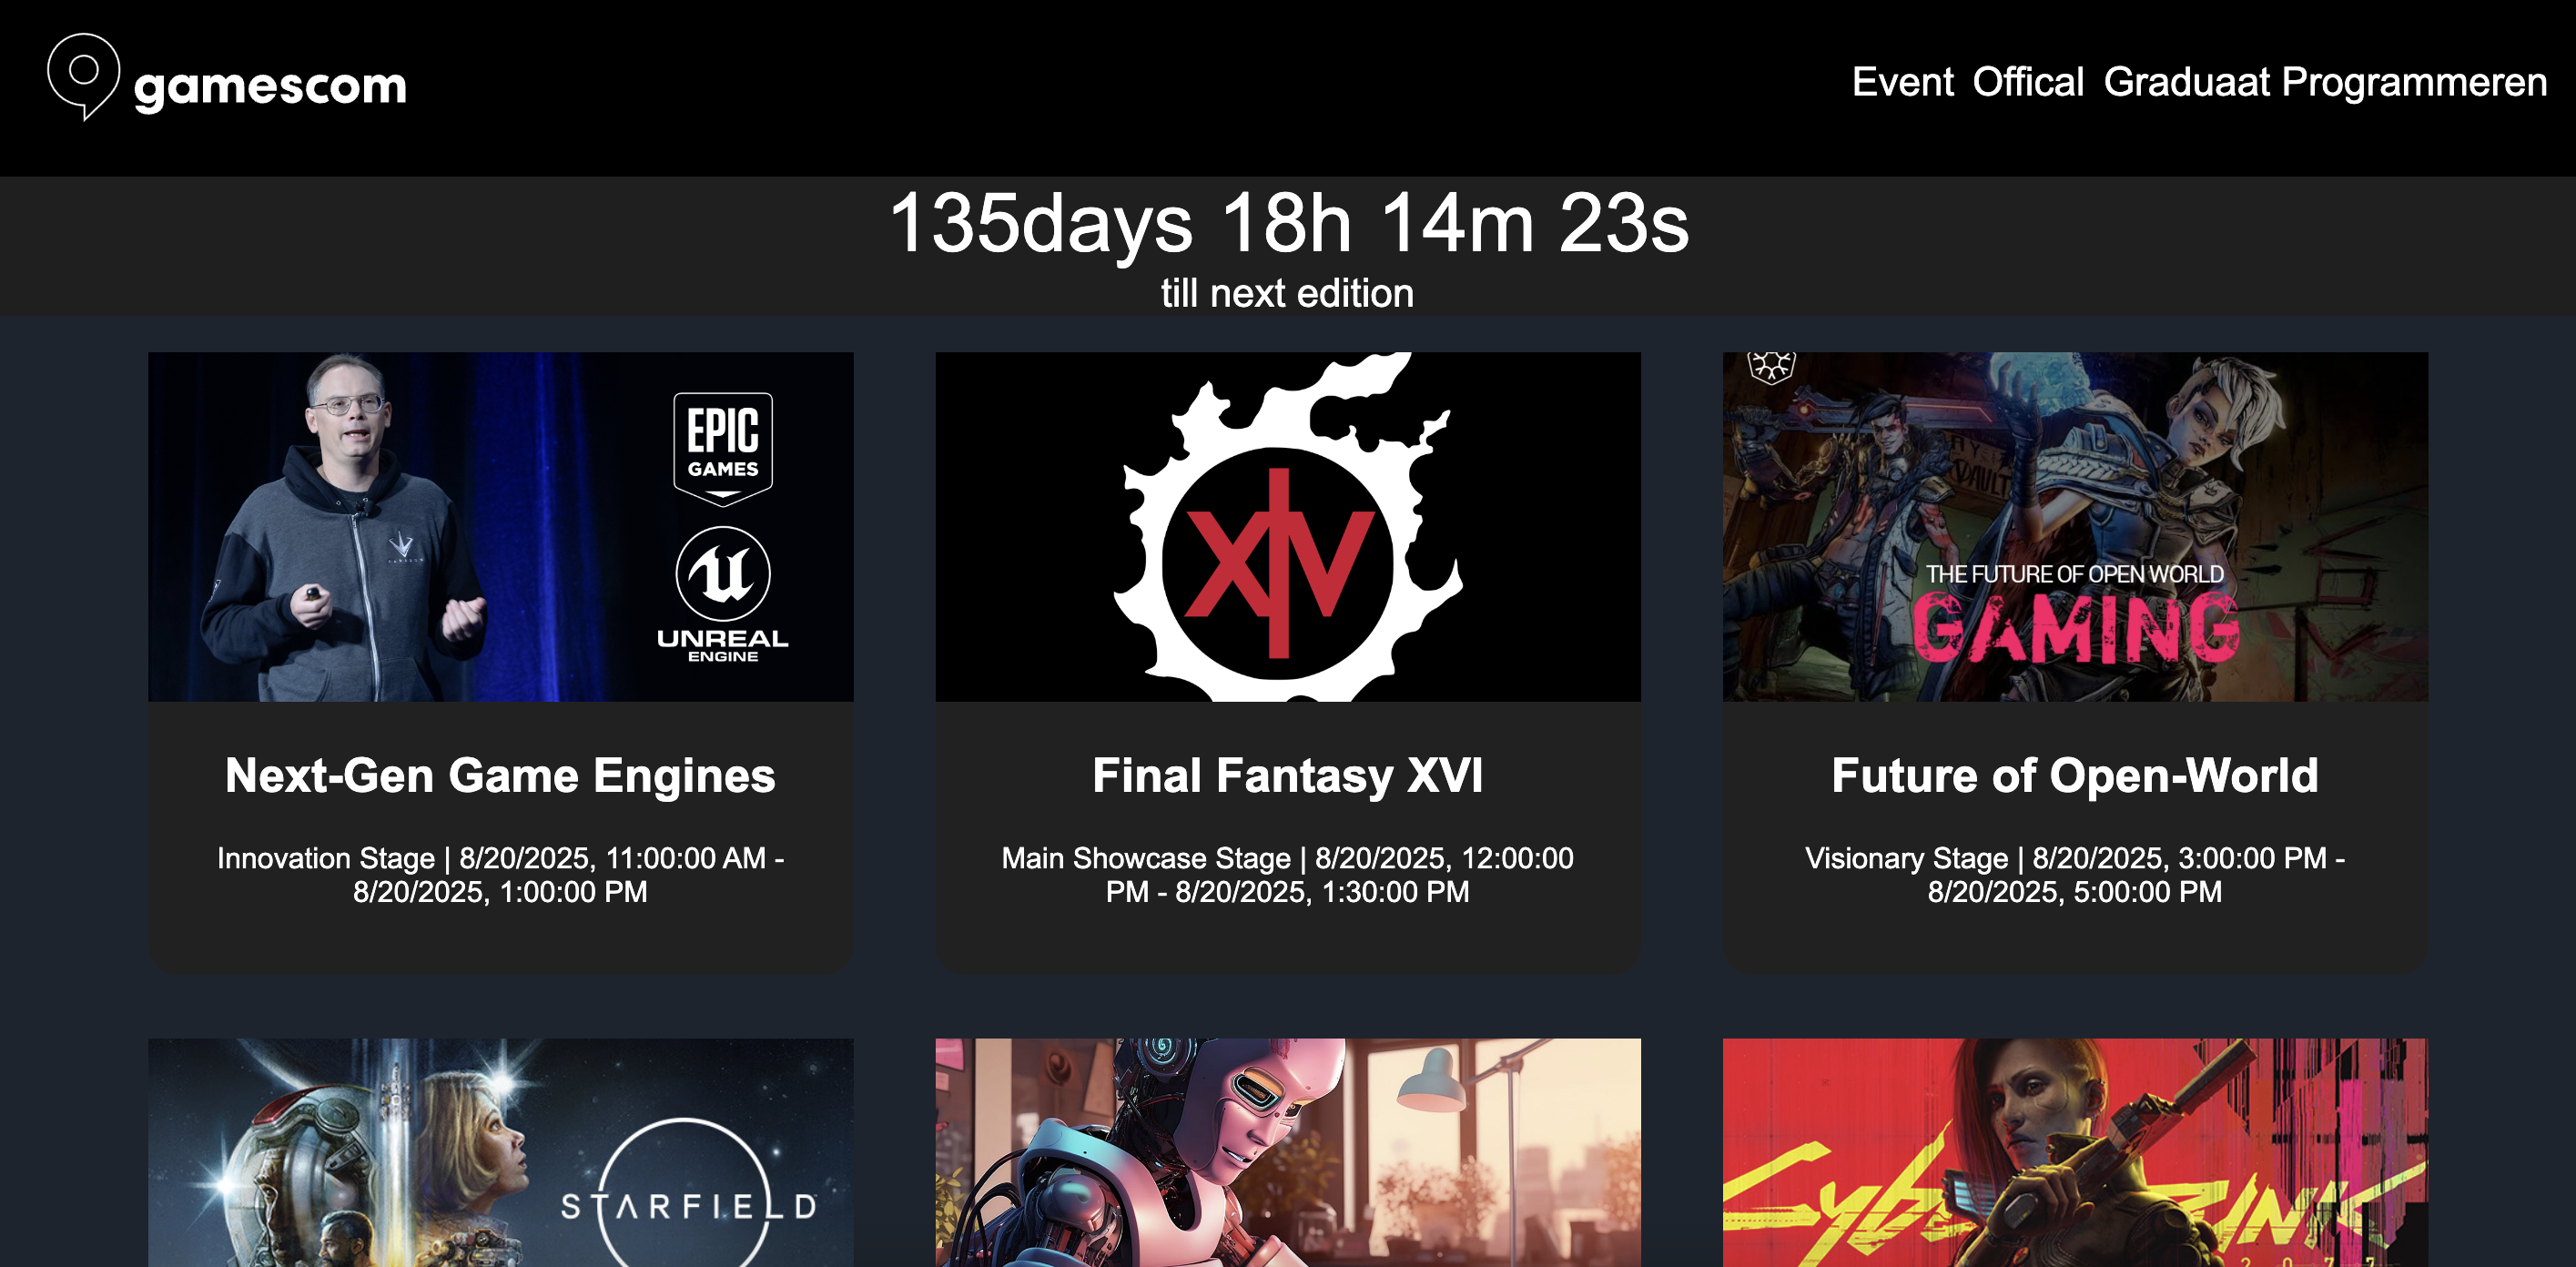 gamescom
Event Offical Graduaat Programmeren
135days 18h 14m 23s
till next edition
EPIC
GAMES
UNREAL
ENGINE
XIV
VAULT
THE FUTURE OF OPEN WORLD
GAMING
Next-Gen Game Engines
Innovation Stage | 8/20/2025, 11:00:00 AM -
8/20/2025, 1:00:00 PM
Final Fantasy XVI
Main Showcase Stage | 8/20/2025, 12:00:00
PM - 8/20/2025, 1:30:00 PM
Future of Open-World
Visionary Stage | 8/20/2025, 3:00:00 PM -
8/20/2025, 5:00:00 PM
STARFIELD